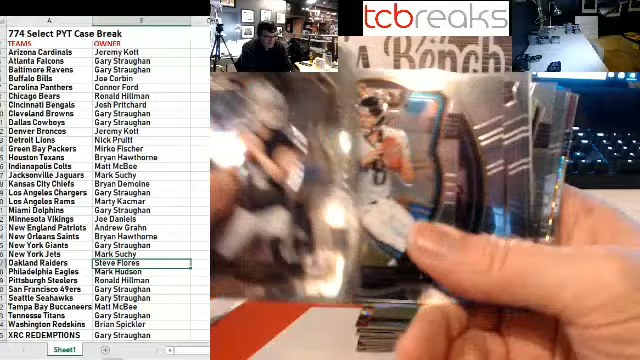 774 Select PYT Case Break
TEAMS OWNER
Arizona Cardinals Jeremy Kott
Atlanta Falcons Gary Straughan
Baltimore Ravens Gary Straughan
Buffalo Bills Joe Corbin
Carolina Panthers Connor Ford
Chicago Bears Ronald Hillman
Cincinnati Bengals Josh Pritchard
Cleveland Browns Gary Straughan
Dallas Cowboys Gary Straughan
Denver Broncos Jeremy Kott
Detroit Lions Nick Pruitt
Green Bay Packers Mirko Fischer
Houston Texans Bryan Hawthorne
Indianapolis Colts Matt McBee
Jacksonville Jaguars Mark Suchy
Kansas City Chiefs Bryan Demoine
Los Angeles Chargers Gary Straughan
Los Angeles Rams Marty Kacmar
Miami Dolphins Gary Straughan
Minnesota Vikings Joe Daniels
New England Patriots Andrew Grahn
New Orleans Saints Bryan Hawthorne
New York Giants Gary Straughan
New York Jets Mark Suchy
Oakland Raiders Steve Flores
Philadelphia Eagles Mark Hudson
Pittsburgh Steelers Ronald Hillman
San Francisco 49ers Gary Straughan
Seattle Seahawks Gary Straughan
Tampa Bay Buccaneers Matt McBee
Tennessee Titans Gary Straughan
Washington Redskins Brian Spickler
XRC REDEMPTIONS Gary Straughan
Sheet1
tcbreaks
Bench
8